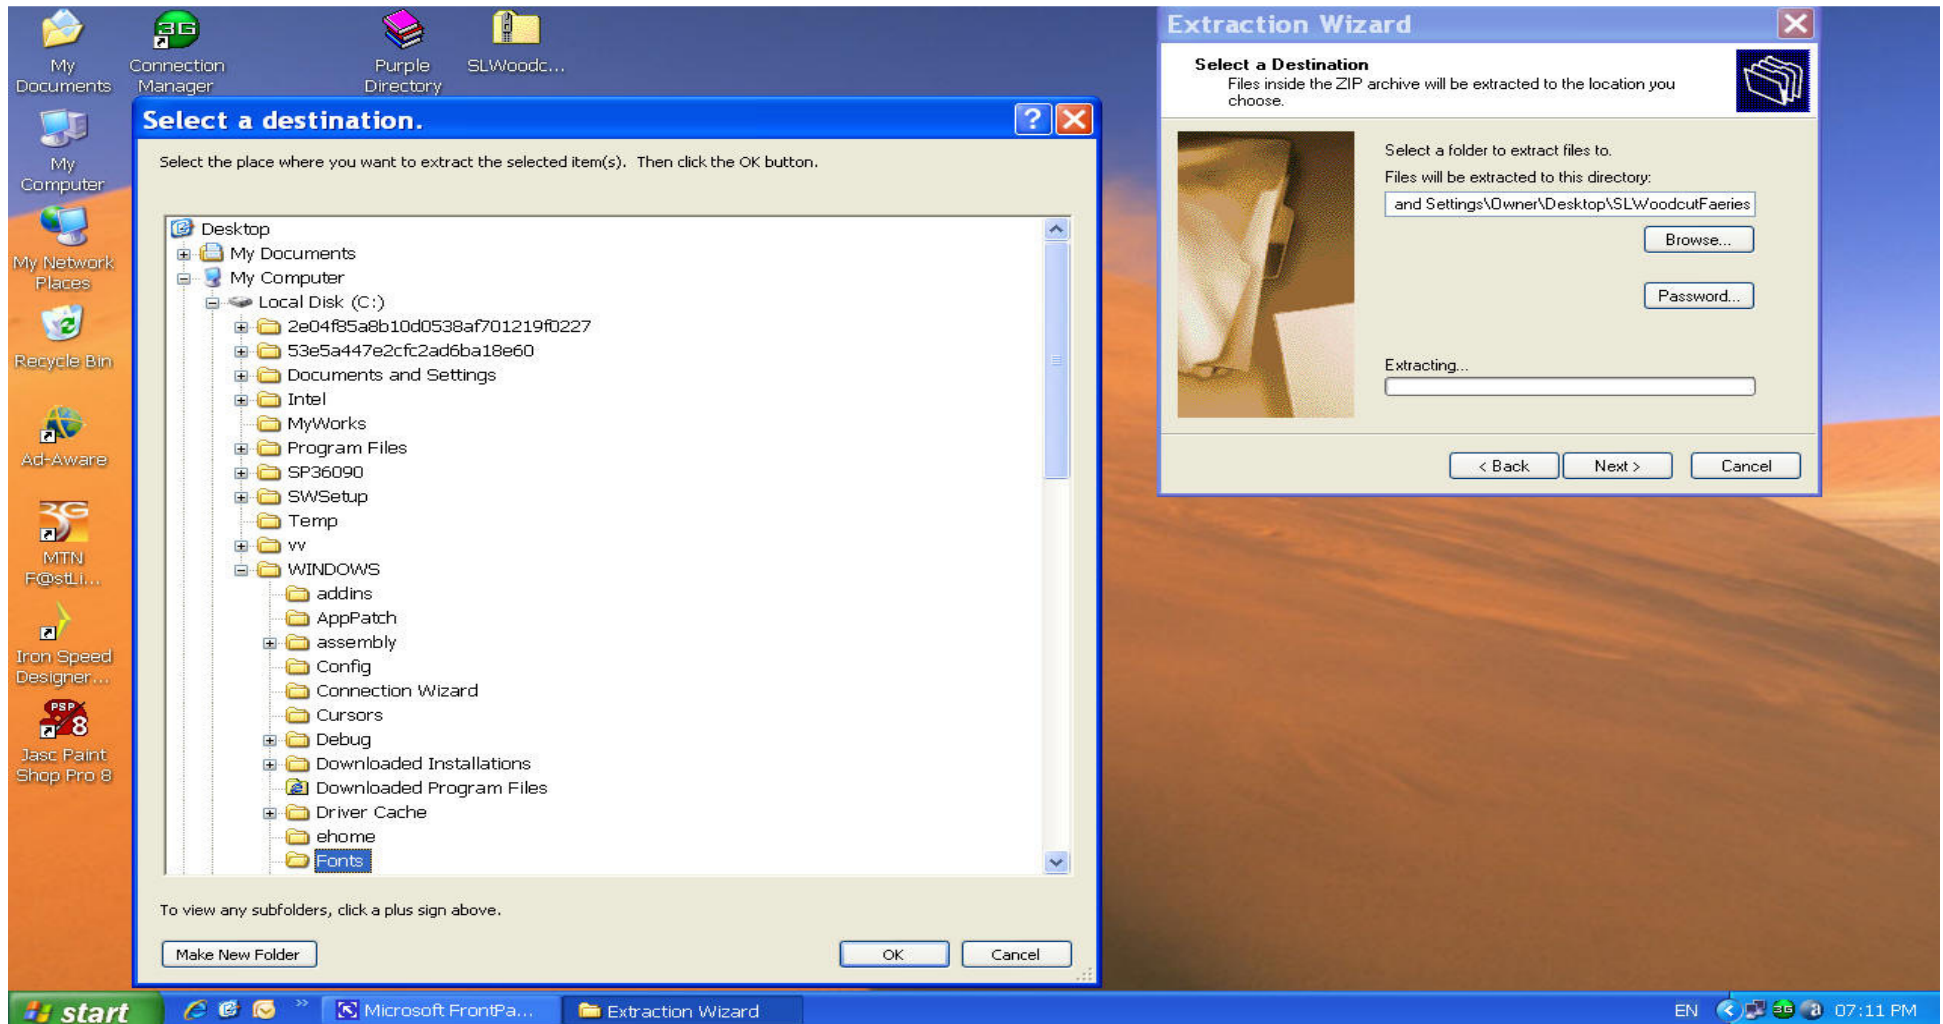 My
Documents
3G
Connection
Manager
Purple
Directory
SLWoodc...
My
Computer
My Network
Places
Recycle Bin
Ad-Aware
3G
MTN
F@stLi...
Iron Speed
Designer...
PSP
8
Jasc Paint
Shop Pro 8
Select a destination.
Select the place where you want to extract the selected item(s).  Then click the OK button.
Desktop
My Documents
My Computer
Local Disk (C:)
2e04f85a8b10d0538af701219f0227
53e5a447e2cfc2ad6ba18e60
Documents and Settings
Intel
MyWorks
Program Files
SP36090
SWSetup
Temp
vv
WINDOWS
addins
AppPatch
assembly
Config
Connection Wizard
Cursors
Debug
Downloaded Installations
Downloaded Program Files
Driver Cache
ehome
Fonts
To view any subfolders, click a plus sign above.
Make New Folder
OK
Cancel
Extraction Wizard
Select a Destination
Files inside the ZIP archive will be extracted to the location you
choose.
Select a folder to extract files to.
Files will be extracted to this directory:
and Settings\Owner\Desktop\SLWoodcutFaeries
Browse...
Password...
Extracting...
< Back
Next >
Cancel
start
Microsoft FrontPa...
Extraction Wizard
EN
3G
07:11 PM